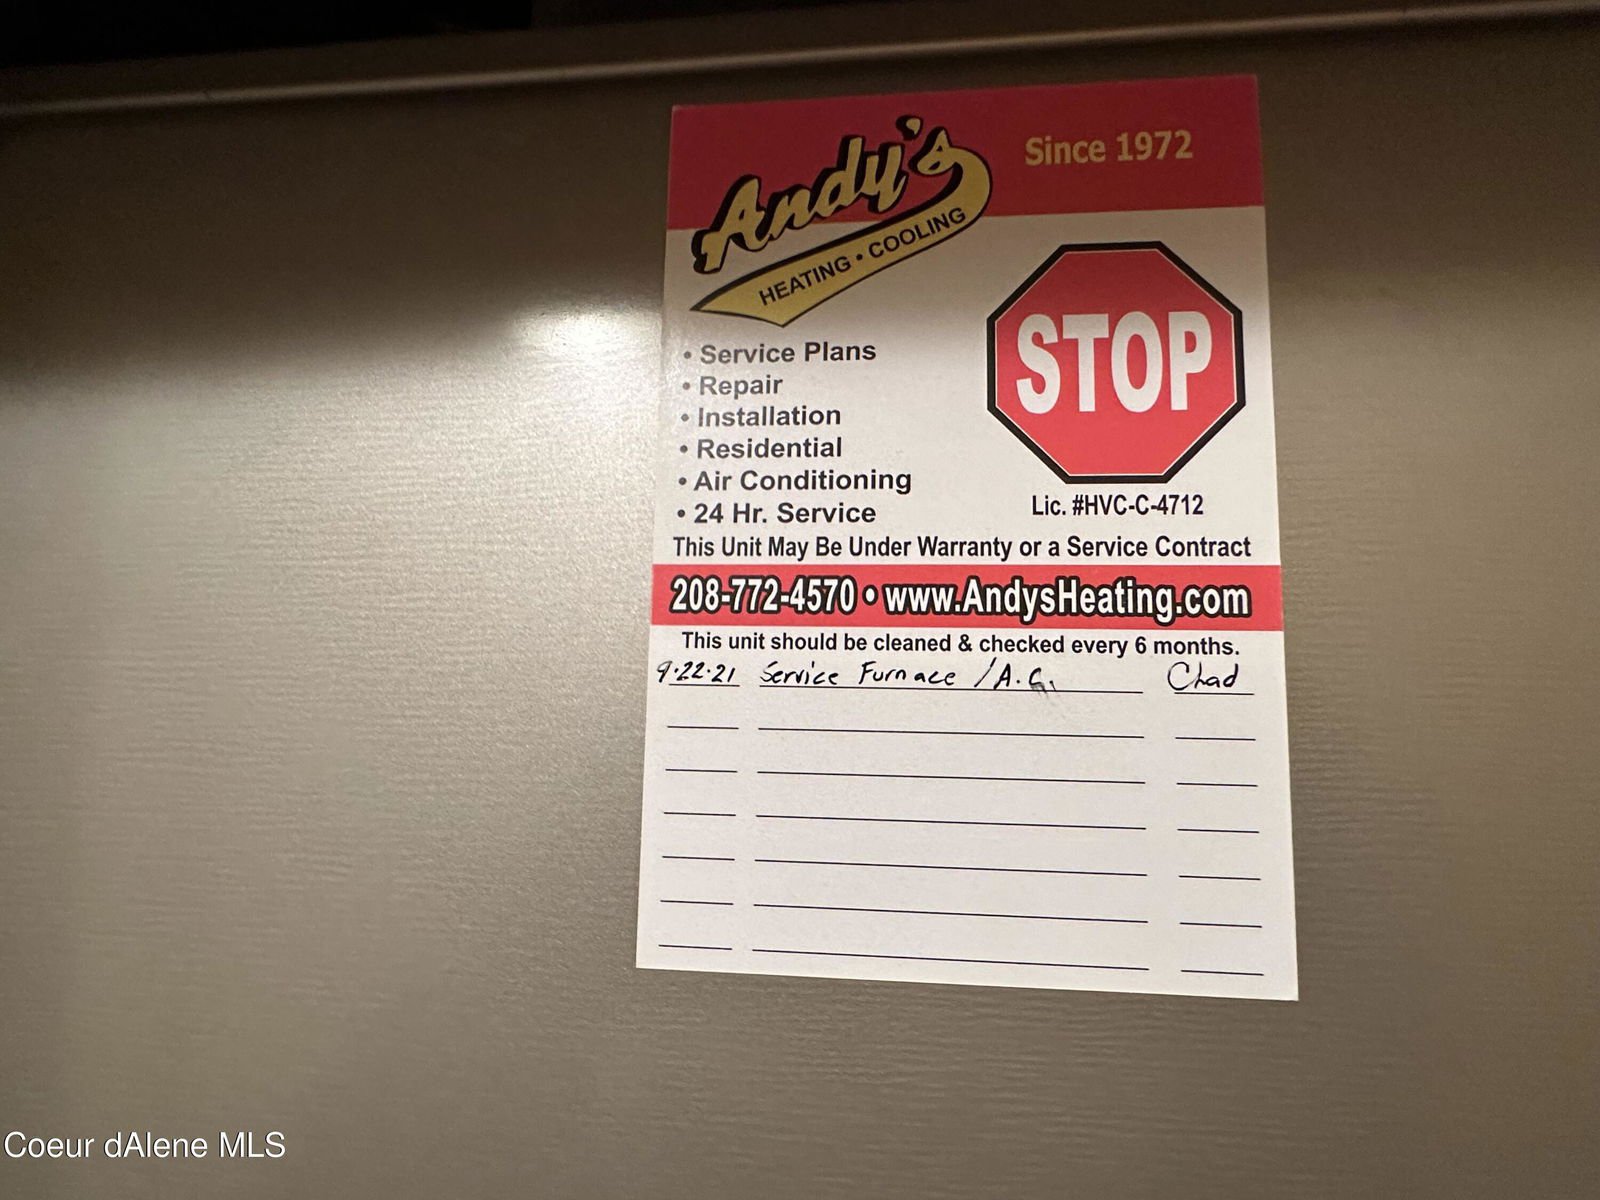 Andy's
Since 1972
HEATING • COOLING
STOP
• Service Plans
• Repair
• Installation
• Residential
• Air Conditioning
• 24 Hr. Service
Lic. #HVC-C-4712
This Unit May Be Under Warranty or a Service Contract
208-772-4570 • www.AndysHeating.com
This unit should be cleaned & checked every 6 months.
9·22·21 Service Furnace / A.C. Chad
Coeur dAlene MLS